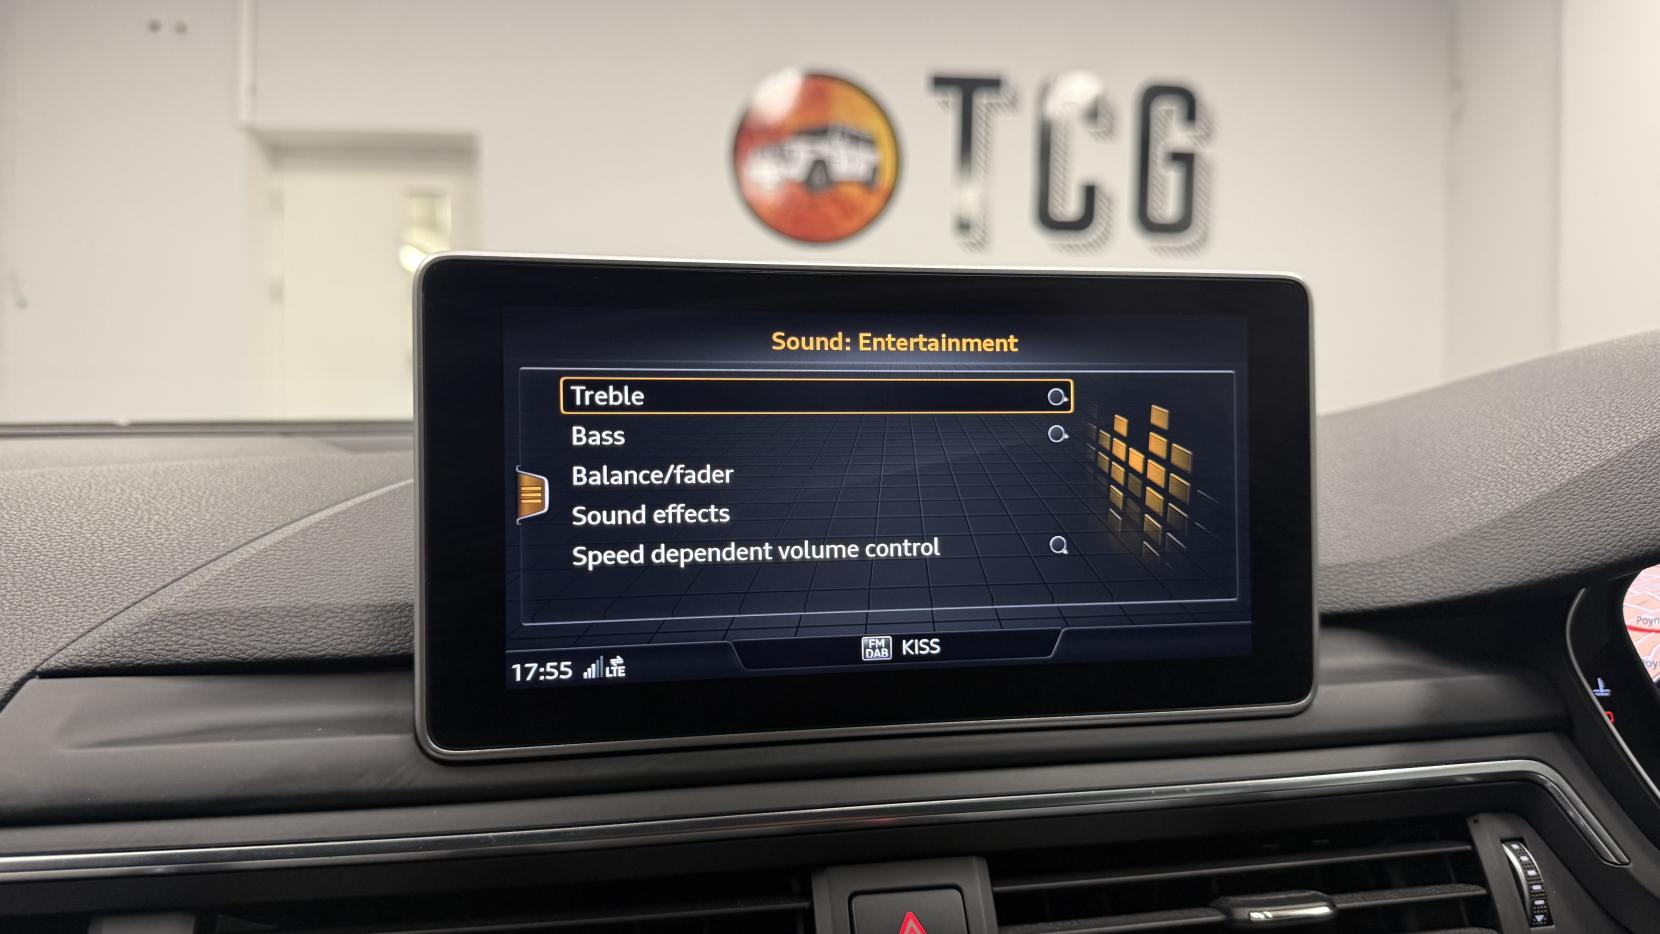 TCG
Sound: Entertainment
Treble
Bass
Balance/fader
Sound effects
Speed dependent volume control
FM
DAB
KISS
17:55
LTE